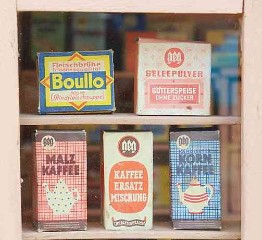 Fleischbrühe
Boullo
GELEEPULVER
GÖTTERSPEISE
OHNE ZUCKER
MALZ
KAFFEE
KAFFEE
ERSATZ
MISCHUNG
KORN
KAFFEE